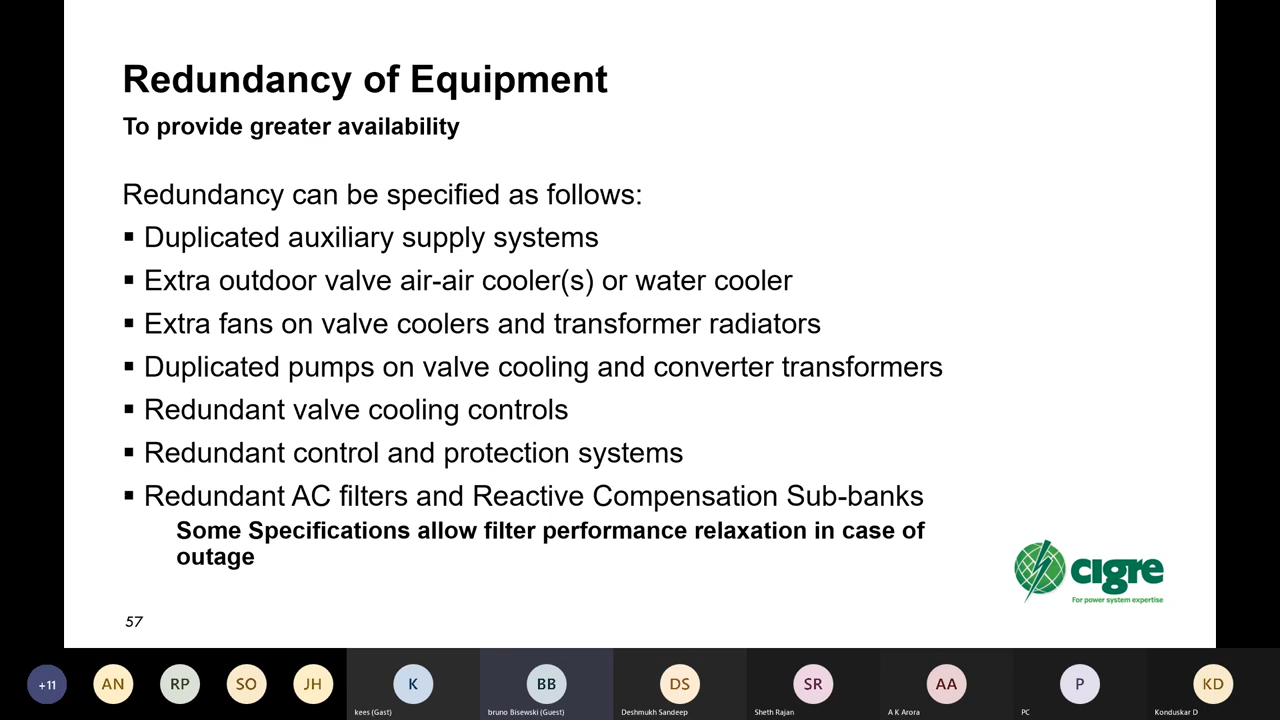 Redundancy of Equipment
To provide greater availability
Redundancy can be specified as follows:
▪ Duplicated auxiliary supply systems
▪ Extra outdoor valve air-air cooler(s) or water cooler
▪ Extra fans on valve coolers and transformer radiators
▪ Duplicated pumps on valve cooling and converter transformers
▪ Redundant valve cooling controls
▪ Redundant control and protection systems
▪ Redundant AC filters and Reactive Compensation Sub-banks
Some Specifications allow filter performance relaxation in case of
outage
cigre
For power system expertise
57
+11 AN RP SO JH K BB DS SR AA P KD
kees (Gast) bruno Bisewski (Guest) Deshmukh Sandeep Sheth Rajan A K Arora PC Konduskar D